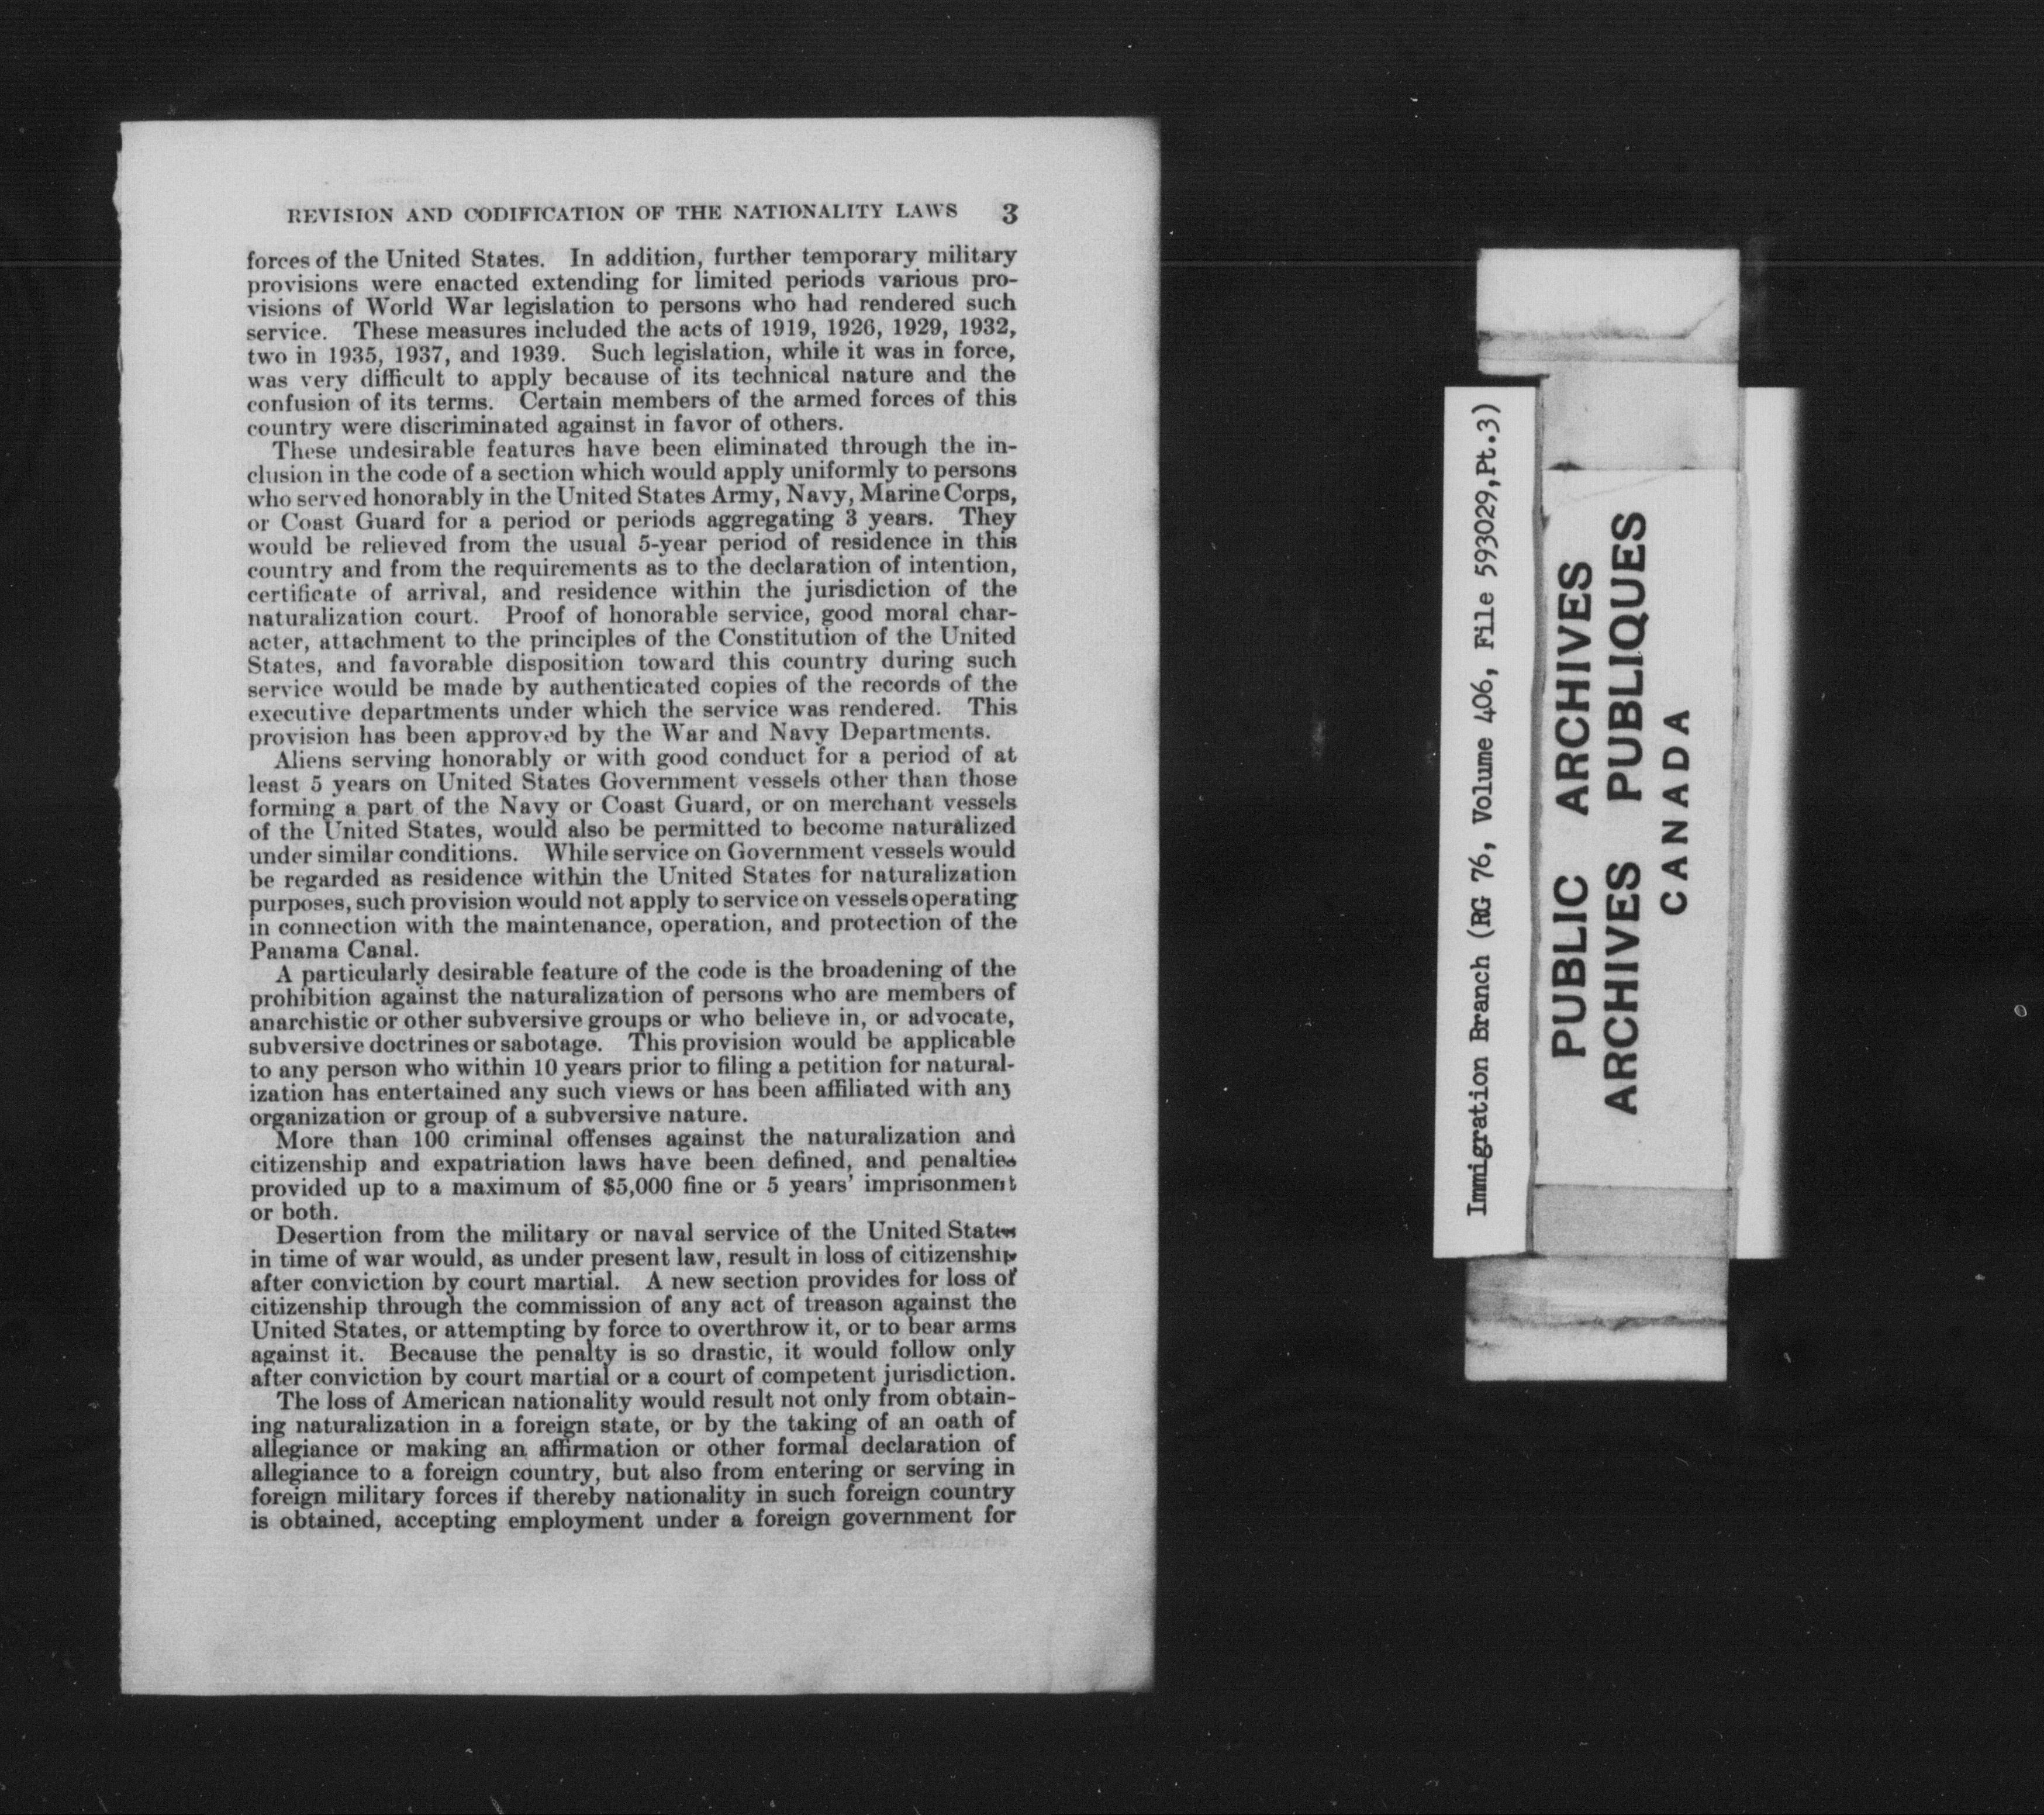 REVISION AND CODIFICATION OF THE NATIONALITY LAWS 3
forces of the United States. In addition, further temporary military
provisions were enacted extending for limited periods various pro-
visions of World War legislation to persons who had rendered such
service. These measures included the acts of 1919, 1926, 1929, 1932,
two in 1935, 1937, and 1939. Such legislation, while it was in force,
was very difficult to apply because of its technical nature and the
confusion of its terms. Certain members of the armed forces of this
country were discriminated against in favor of others.
These undesirable features have been eliminated through the in-
clusion in the code of a section which would apply uniformly to persons
who served honorably in the United States Army, Navy, Marine Corps,
or Coast Guard for a period or periods aggregating 3 years. They
would be relieved from the usual 5-year period of residence in this
country and from the requirements as to the declaration of intention,
certificate of arrival, and residence within the jurisdiction of the
naturalization court. Proof of honorable service, good moral char-
acter, attachment to the principles of the Constitution of the United
States, and favorable disposition toward this country during such
service would be made by authenticated copies of the records of the
executive departments under which the service was rendered. This
provision has been approved by the War and Navy Departments.
Aliens serving honorably or with good conduct for a period of at
least 5 years on United States Government vessels other than those
forming a part of the Navy or Coast Guard, or on merchant vessels
of the United States, would also be permitted to become naturalized
under similar conditions. While service on Government vessels would
be regarded as residence within the United States for naturalization
purposes, such provision would not apply to service on vessels operating
in connection with the maintenance, operation, and protection of the
Panama Canal.
A particularly desirable feature of the code is the broadening of the
prohibition against the naturalization of persons who are members of
anarchistic or other subversive groups or who believe in, or advocate,
subversive doctrines or sabotage. This provision would be applicable
to any person who within 10 years prior to filing a petition for natural-
ization has entertained any such views or has been affiliated with any
organization or group of a subversive nature.
More than 100 criminal offenses against the naturalization and
citizenship and expatriation laws have been defined, and penalties
provided up to a maximum of $5,000 fine or 5 years' imprisonment
or both.
Desertion from the military or naval service of the United States
in time of war would, as under present law, result in loss of citizenship
after conviction by court martial. A new section provides for loss of
citizenship through the commission of any act of treason against the
United States, or attempting by force to overthrow it, or to bear arms
against it. Because the penalty is so drastic, it would follow only
after conviction by court martial or a court of competent jurisdiction.
The loss of American nationality would result not only from obtain-
ing naturalization in a foreign state, or by the taking of an oath of
allegiance or making an affirmation or other formal declaration of
allegiance to a foreign country, but also from entering or serving in
foreign military forces if thereby nationality in such foreign country
is obtained, accepting employment under a foreign government for
Immigration Branch (RG 76, Volume 406, File 593029,Pt.3)
PUBLIC ARCHIVES
ARCHIVES PUBLIQUES
CANADA